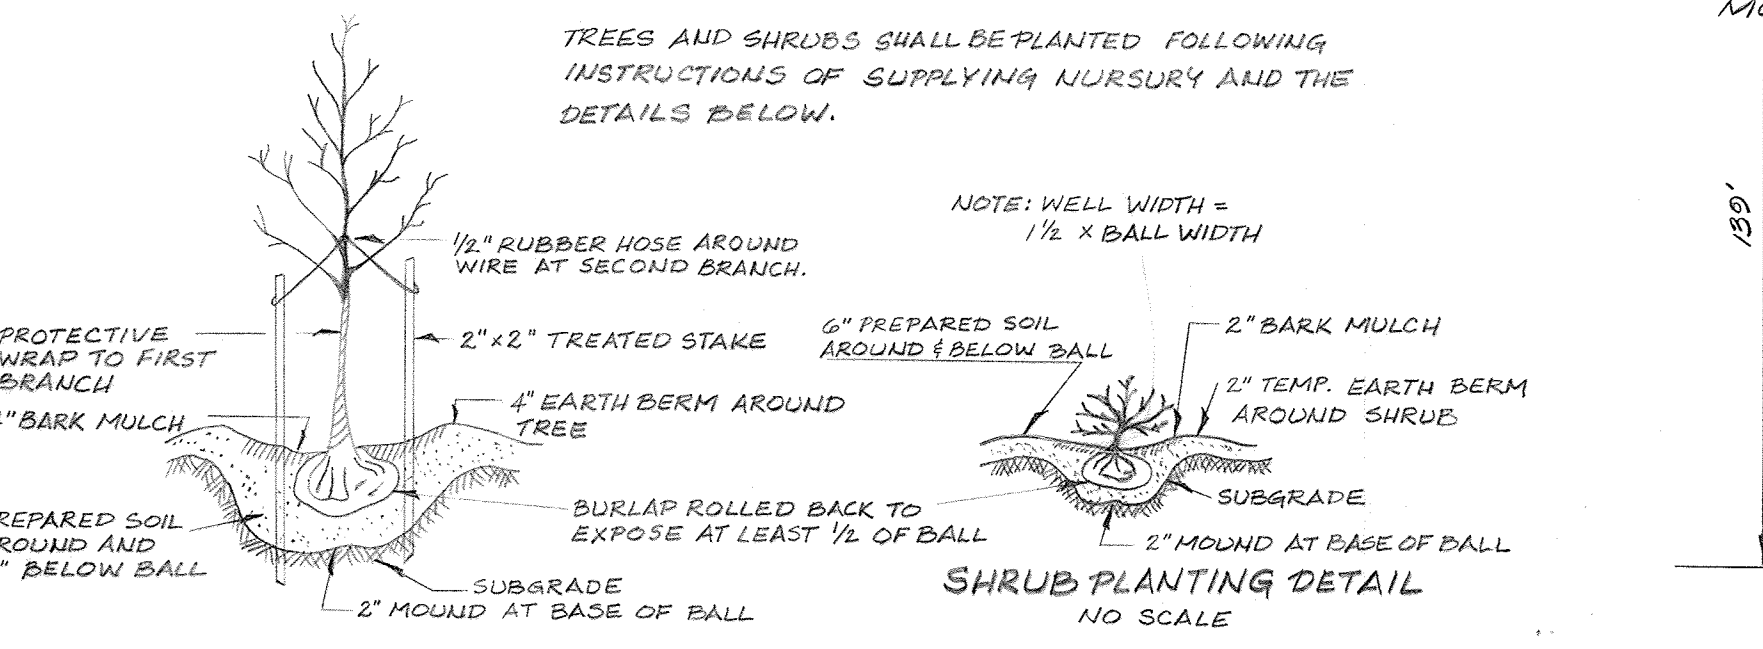 TREES AND SHRUBS SHALL BE PLANTED FOLLOWING
INSTRUCTIONS OF SUPPLYING NURSURY AND THE
DETAILS BELOW.
NOTE: WELL WIDTH =
1 1/2 X BALL WIDTH
139'
1/2" RUBBER HOSE AROUND
WIRE AT SECOND BRANCH.
PROTECTIVE
WRAP TO FIRST
BRANCH
2"x2" TREATED STAKE
" BARK MULCH
4" EARTH BERM AROUND
TREE
REPARED SOIL
ROUND AND
" BELOW BALL
BURLAP ROLLED BACK TO
EXPOSE AT LEAST 1/2 OF BALL
SUBGRADE
2" MOUND AT BASE OF BALL
6" PREPARED SOIL
AROUND & BELOW BALL
2" BARK MULCH
2" TEMP. EARTH BERM
AROUND SHRUB
SUBGRADE
2" MOUND AT BASE OF BALL
SHRUB PLANTING DETAIL
NO SCALE